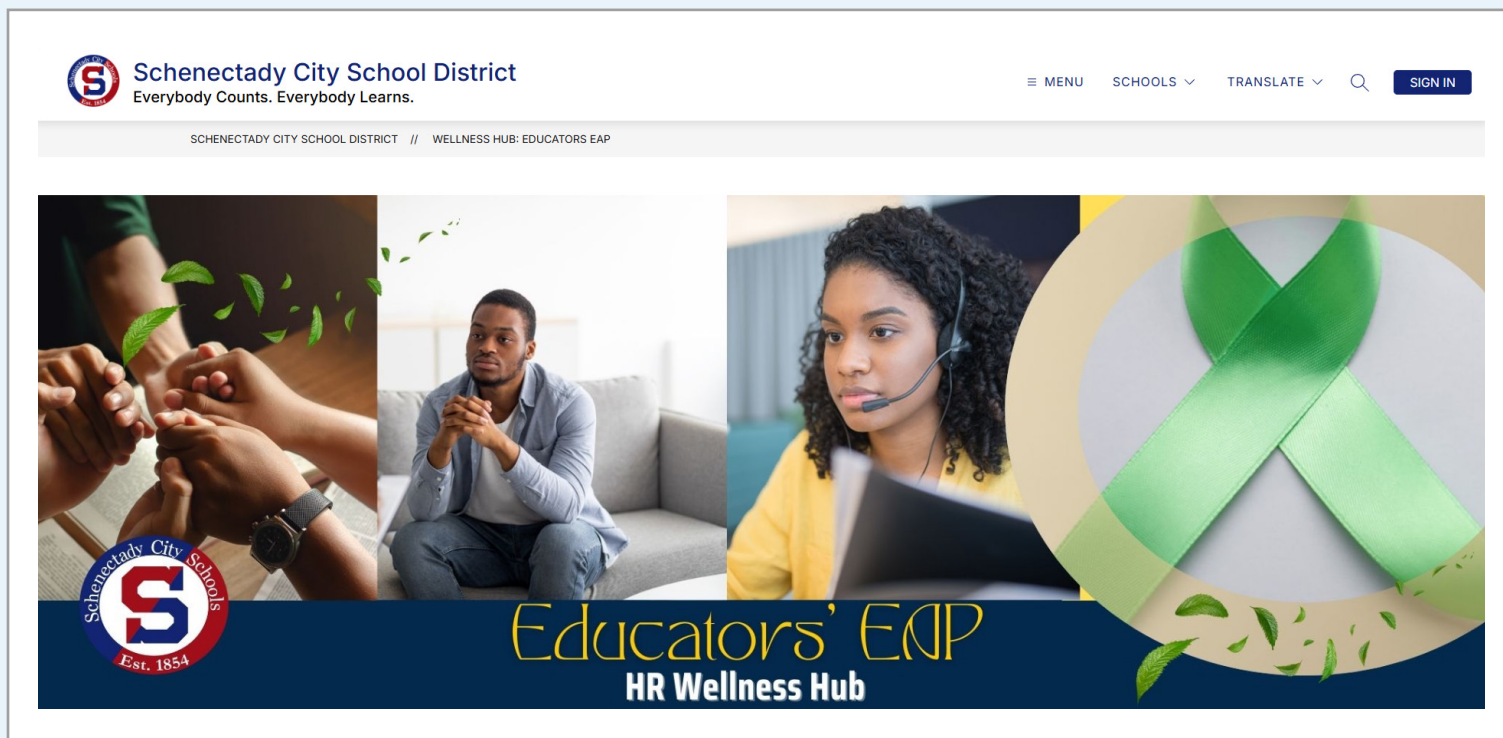 Schenectady City School District
Everybody Counts. Everybody Learns.
MENU SCHOOLS TRANSLATE SIGN IN
SCHENECTADY CITY SCHOOL DISTRICT // WELLNESS HUB: EDUCATORS EAP
Schenectady City Schools
S
Est. 1854
Educators' EAP
HR Wellness Hub